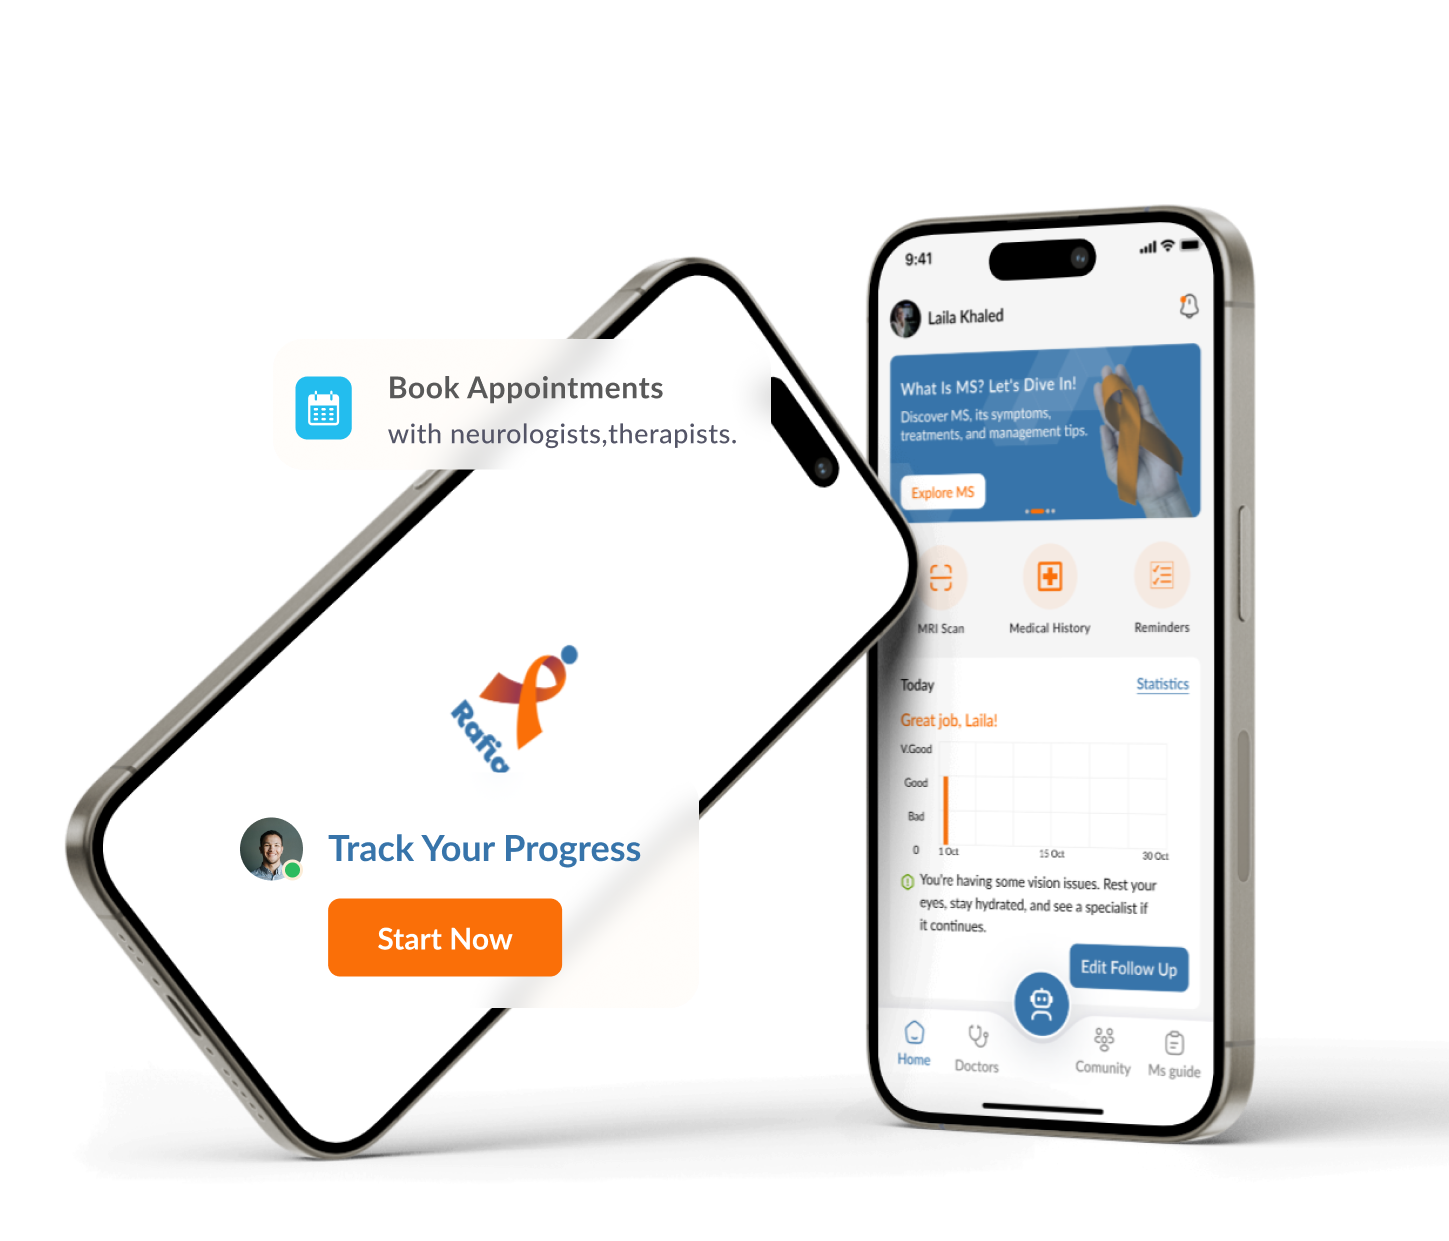 Book Appointments
with neurologists,therapists.
Rafia
Track Your Progress
Start Now
9:41
Laila Khaled
What Is MS? Let's Dive In!
Discover MS, its symptoms,
treatments, and management tips.
Explore MS
MRI Scan
Medical History
Reminders
Today
Statistics
Great job, Laila!
V.Good
Good
Bad
0
1 Oct
15 Oct
30 Oct
You're having some vision issues. Rest your
eyes, stay hydrated, and see a specialist if
it continues.
Edit Follow Up
Home
Doctors
Comunity
Ms guide